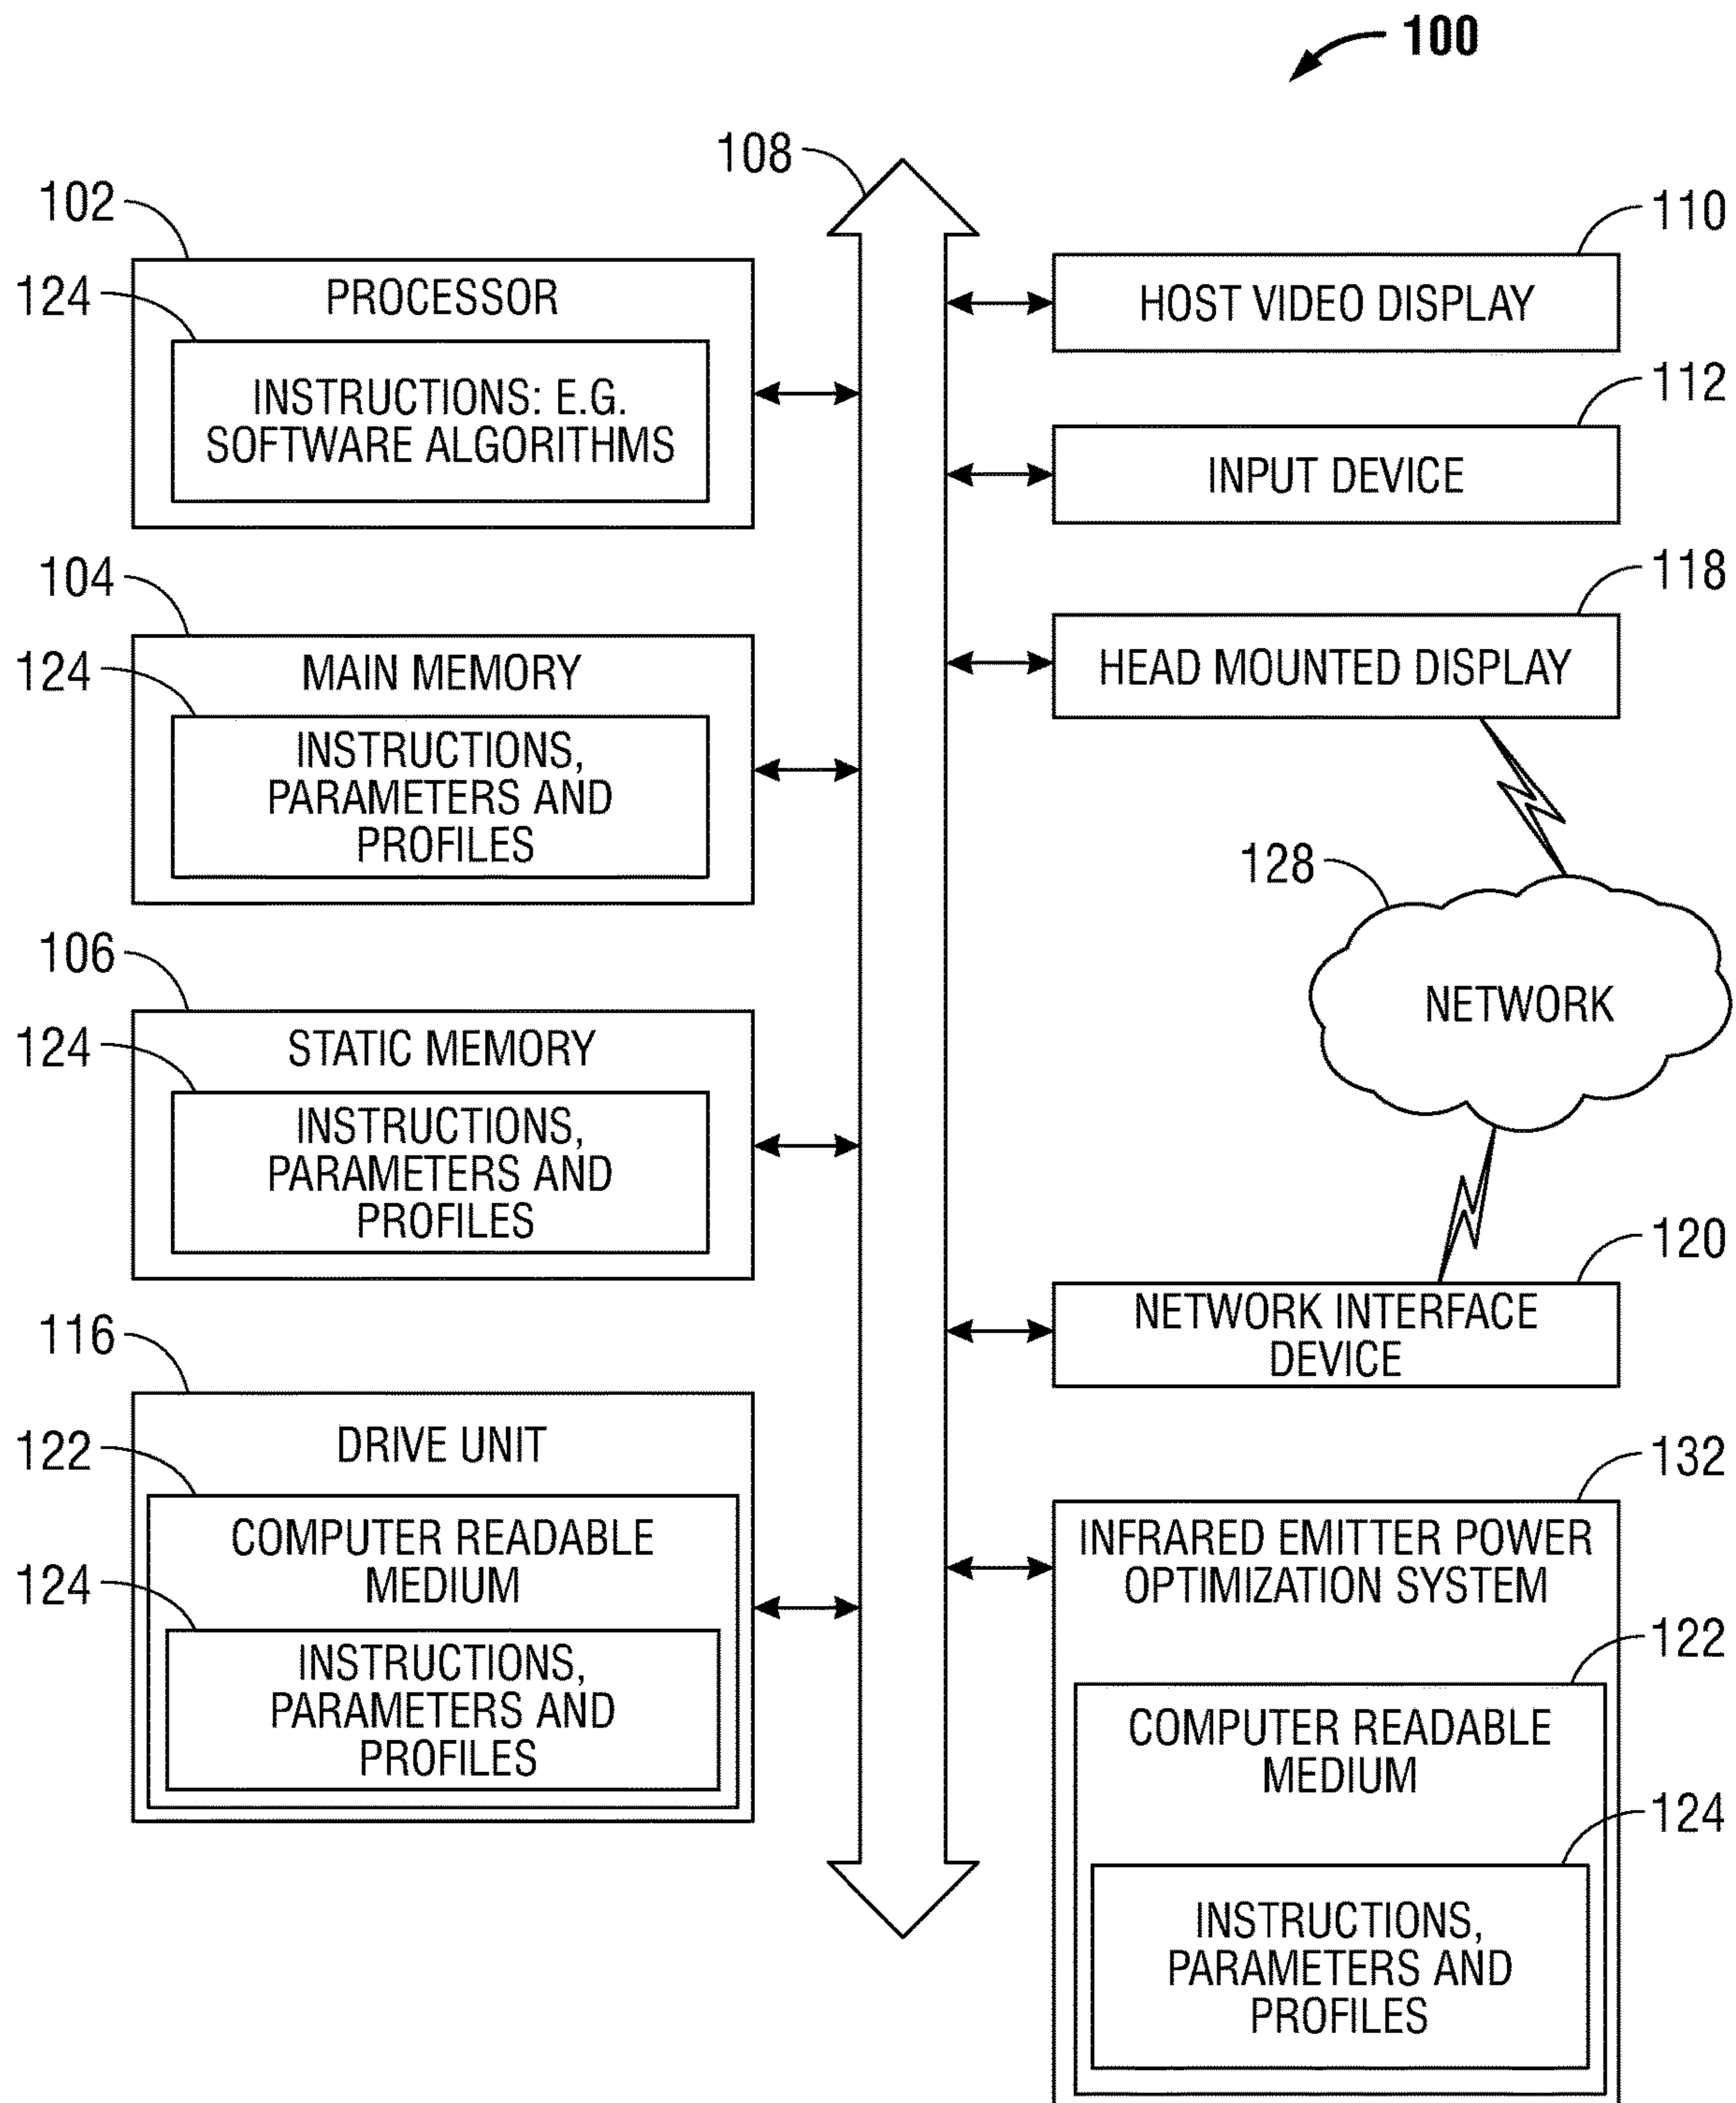 100
108
102
124
PROCESSOR
INSTRUCTIONS: E.G.
SOFTWARE ALGORITHMS
104
124
MAIN MEMORY
INSTRUCTIONS,
PARAMETERS AND
PROFILES
106
124
STATIC MEMORY
INSTRUCTIONS,
PARAMETERS AND
PROFILES
116
DRIVE UNIT
122
COMPUTER READABLE
MEDIUM
124
INSTRUCTIONS,
PARAMETERS AND
PROFILES
110
HOST VIDEO DISPLAY
112
INPUT DEVICE
118
HEAD MOUNTED DISPLAY
128
NETWORK
120
NETWORK INTERFACE
DEVICE
132
INFRARED EMITTER POWER
OPTIMIZATION SYSTEM
122
COMPUTER READABLE
MEDIUM
124
INSTRUCTIONS,
PARAMETERS AND
PROFILES